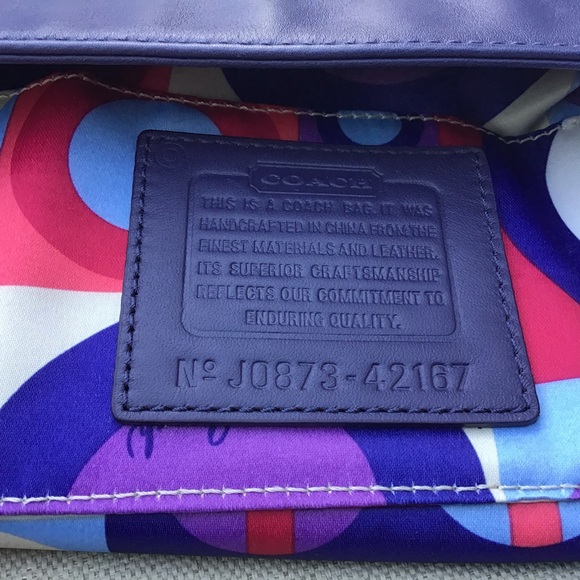 COACH
THIS IS A COACH BAG. IT WAS
HANDCRAFTED IN CHINA FROM THE
FINEST MATERIALS AND LEATHER.
ITS SUPERIOR CRAFTSMANSHIP
REFLECTS OUR COMMITMENT TO
ENDURING QUALITY.
Nº J0873-42167